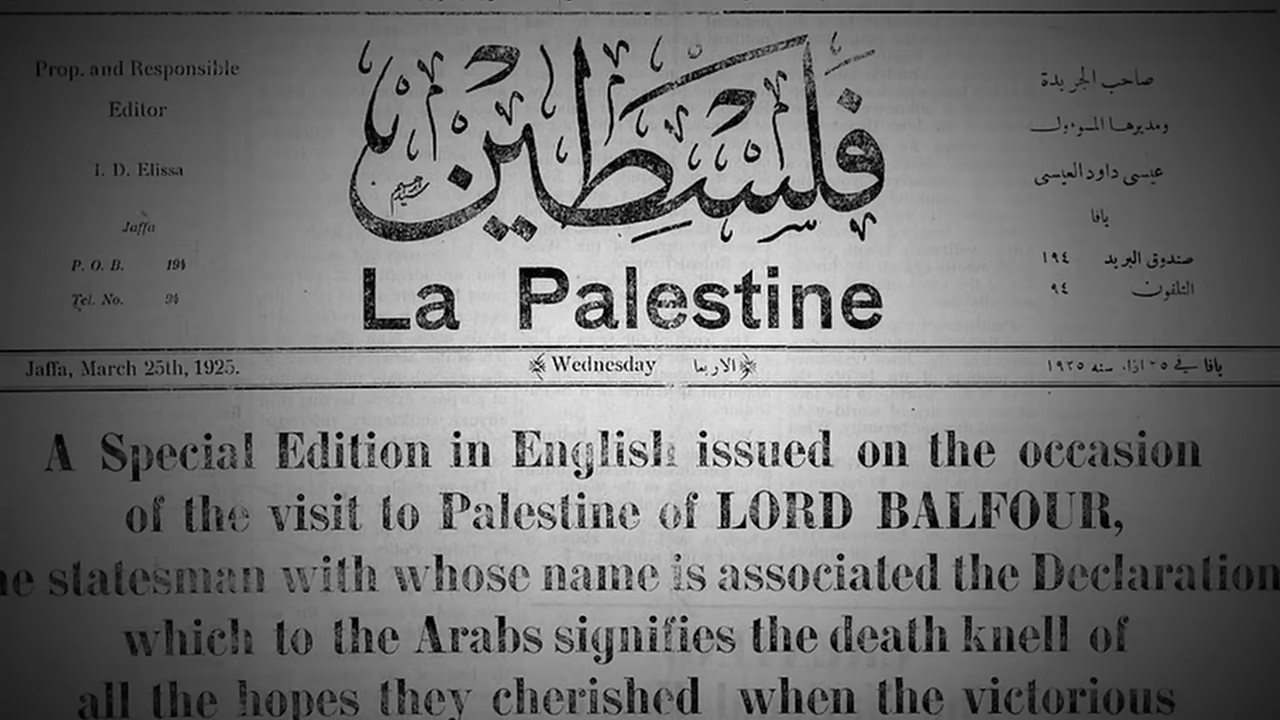 Prop. and Responsible
Editor
I. D. Elissa
Jaffa
P. O. B. 194
Tel. No. 94
فلسطين
La Palestine
صاحب الجريدة
ومديرها المسؤول
عيسى داود العيسى
يافا
صندوق البريد ١٩٤
التلفون ٩٤
Jaffa, March 25th, 1925.
Wednesday الاربعا
يافا في ٢٥ اذار سنه ١٩٢٥
A Special Edition in English issued on the occasion
of the visit to Palestine of LORD BALFOUR,
statesman with whose name is associated the Declaration
which to the Arabs signifies the death knell of
all the hopes they cherished when the victorious